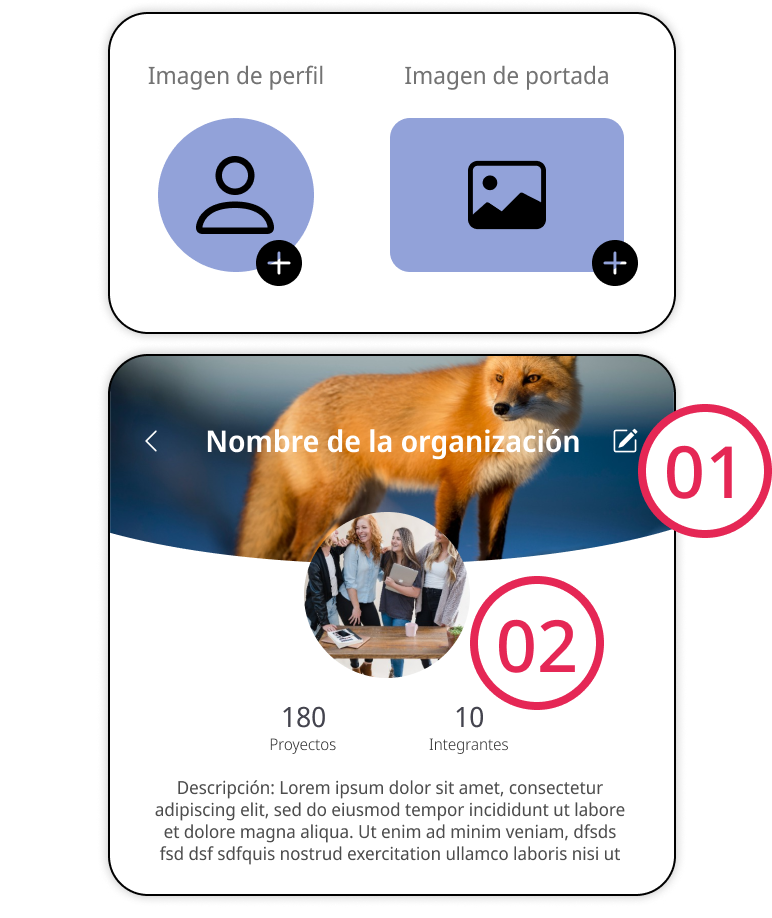 Imagen de perfil
Imagen de portada
Nombre de la organización
01
02
180
10
Proyectos
Integrantes
Descripción: Lorem ipsum dolor sit amet, consectetur
adipiscing elit, sed do eiusmod tempor incididunt ut labore
et dolore magna aliqua. Ut enim ad minim veniam, dfsds
fsd dsf sdfquis nostrud exercitation ullamco laboris nisi ut